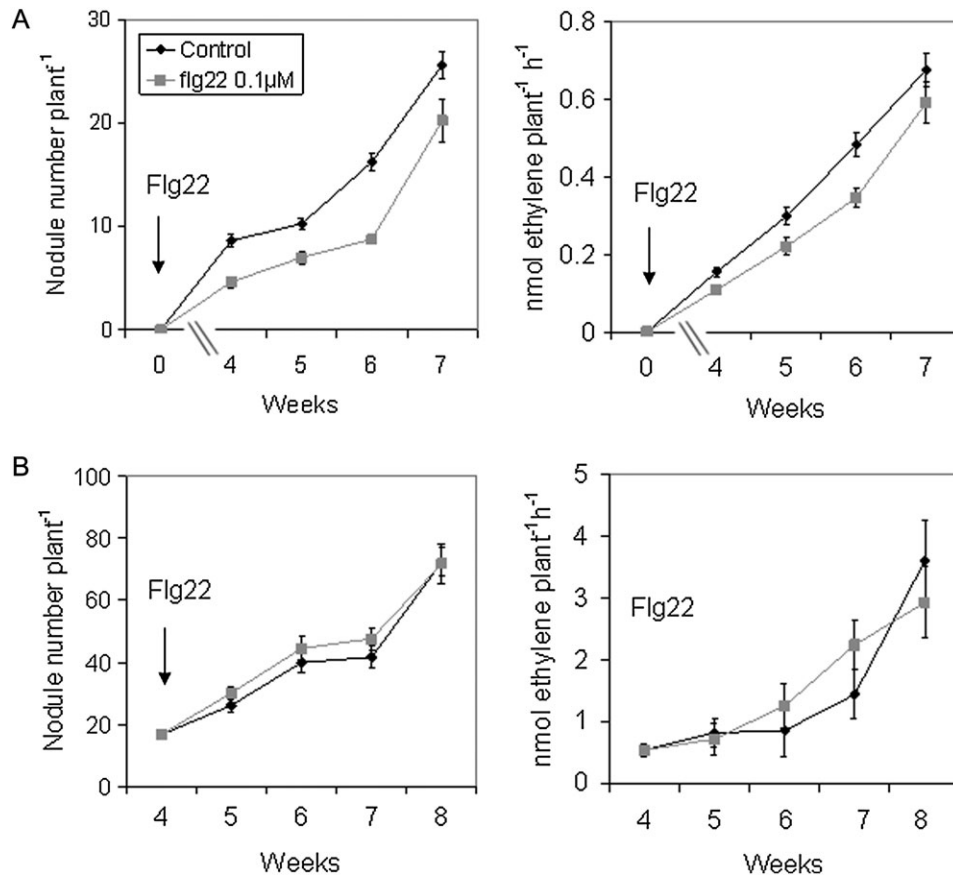 A
Nodule number plant-1
30
20
10
0
Control
flg22 0.1µM
Flg22
0 4 5 6 7
Weeks
nmol ethylene plant-1 h-1
0.8
0.6
0.4
0.2
0
Flg22
0 4 5 6 7
Weeks
B
Nodule number plant-1
100
80
60
40
20
0
Flg22
4 5 6 7 8
Weeks
nmol ethylene plant-1h-1
5
4
3
2
1
0
Flg22
4 5 6 7 8
Weeks